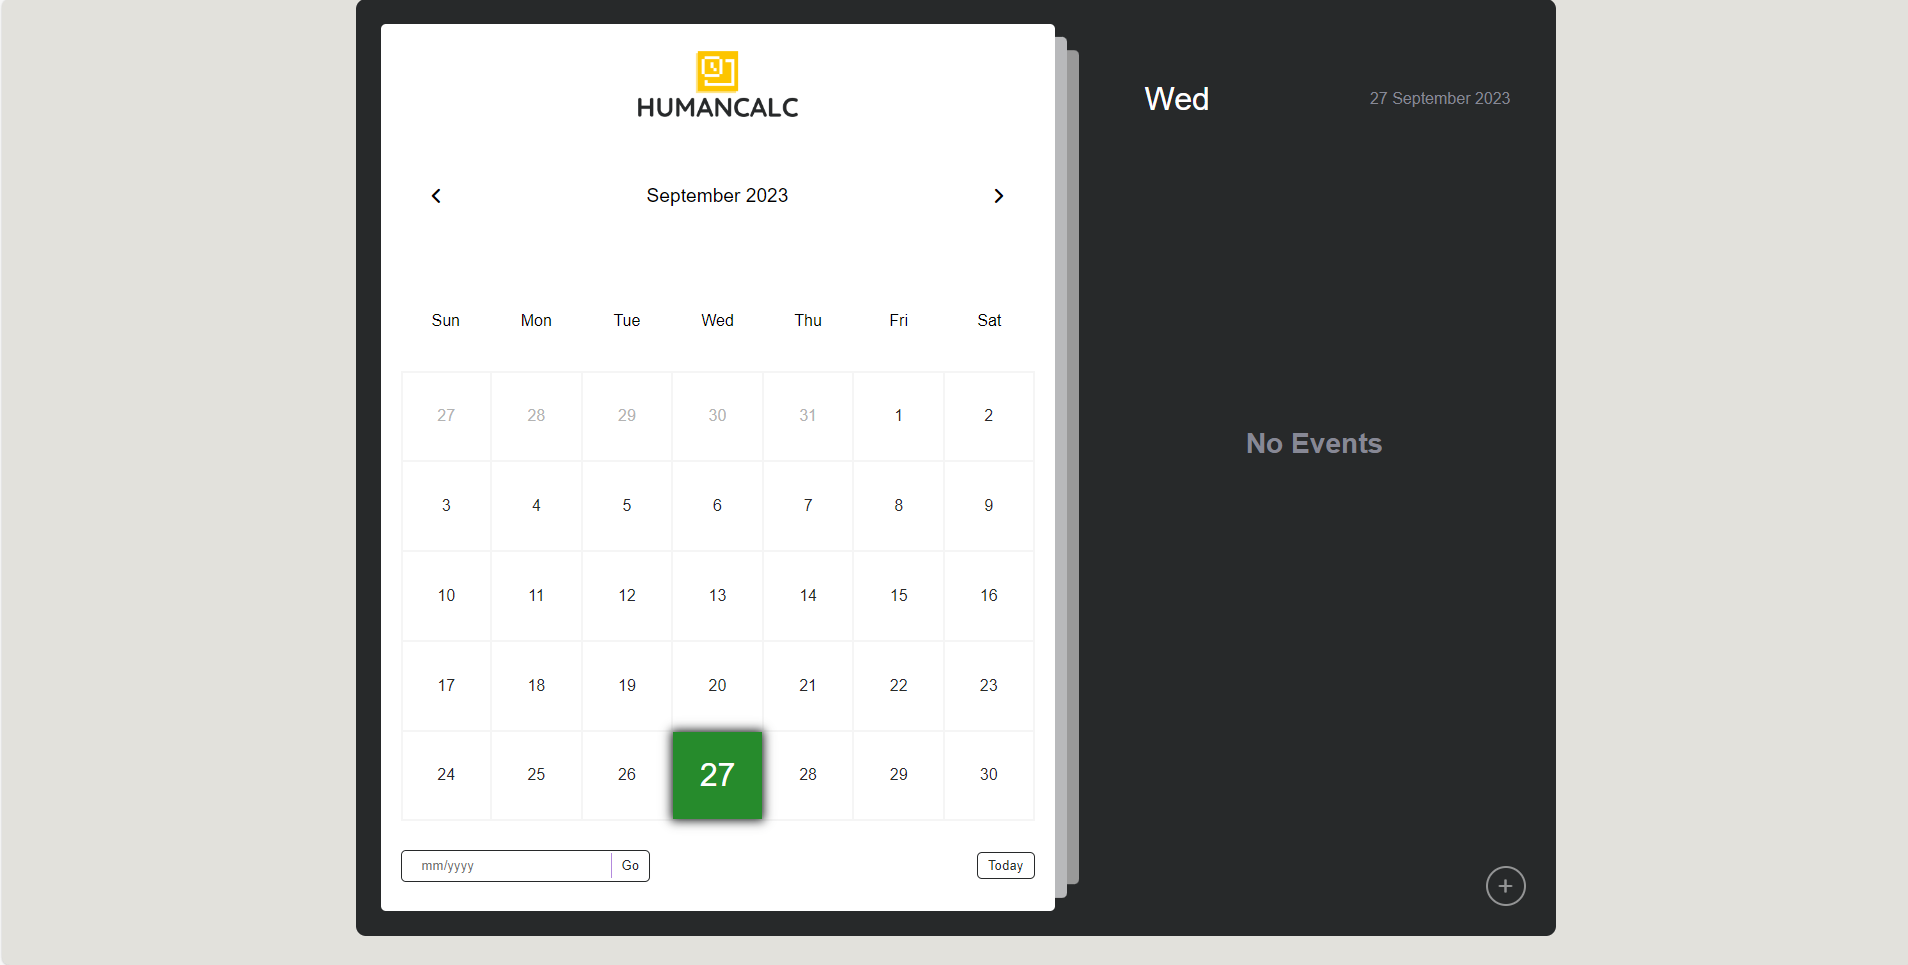 HUMANCALC
September 2023
Sun Mon Tue Wed Thu Fri Sat
27 28 29 30 31 1 2
3 4 5 6 7 8 9
10 11 12 13 14 15 16
17 18 19 20 21 22 23
24 25 26 27 28 29 30
mm/yyyy Go Today
Wed 27 September 2023
No Events